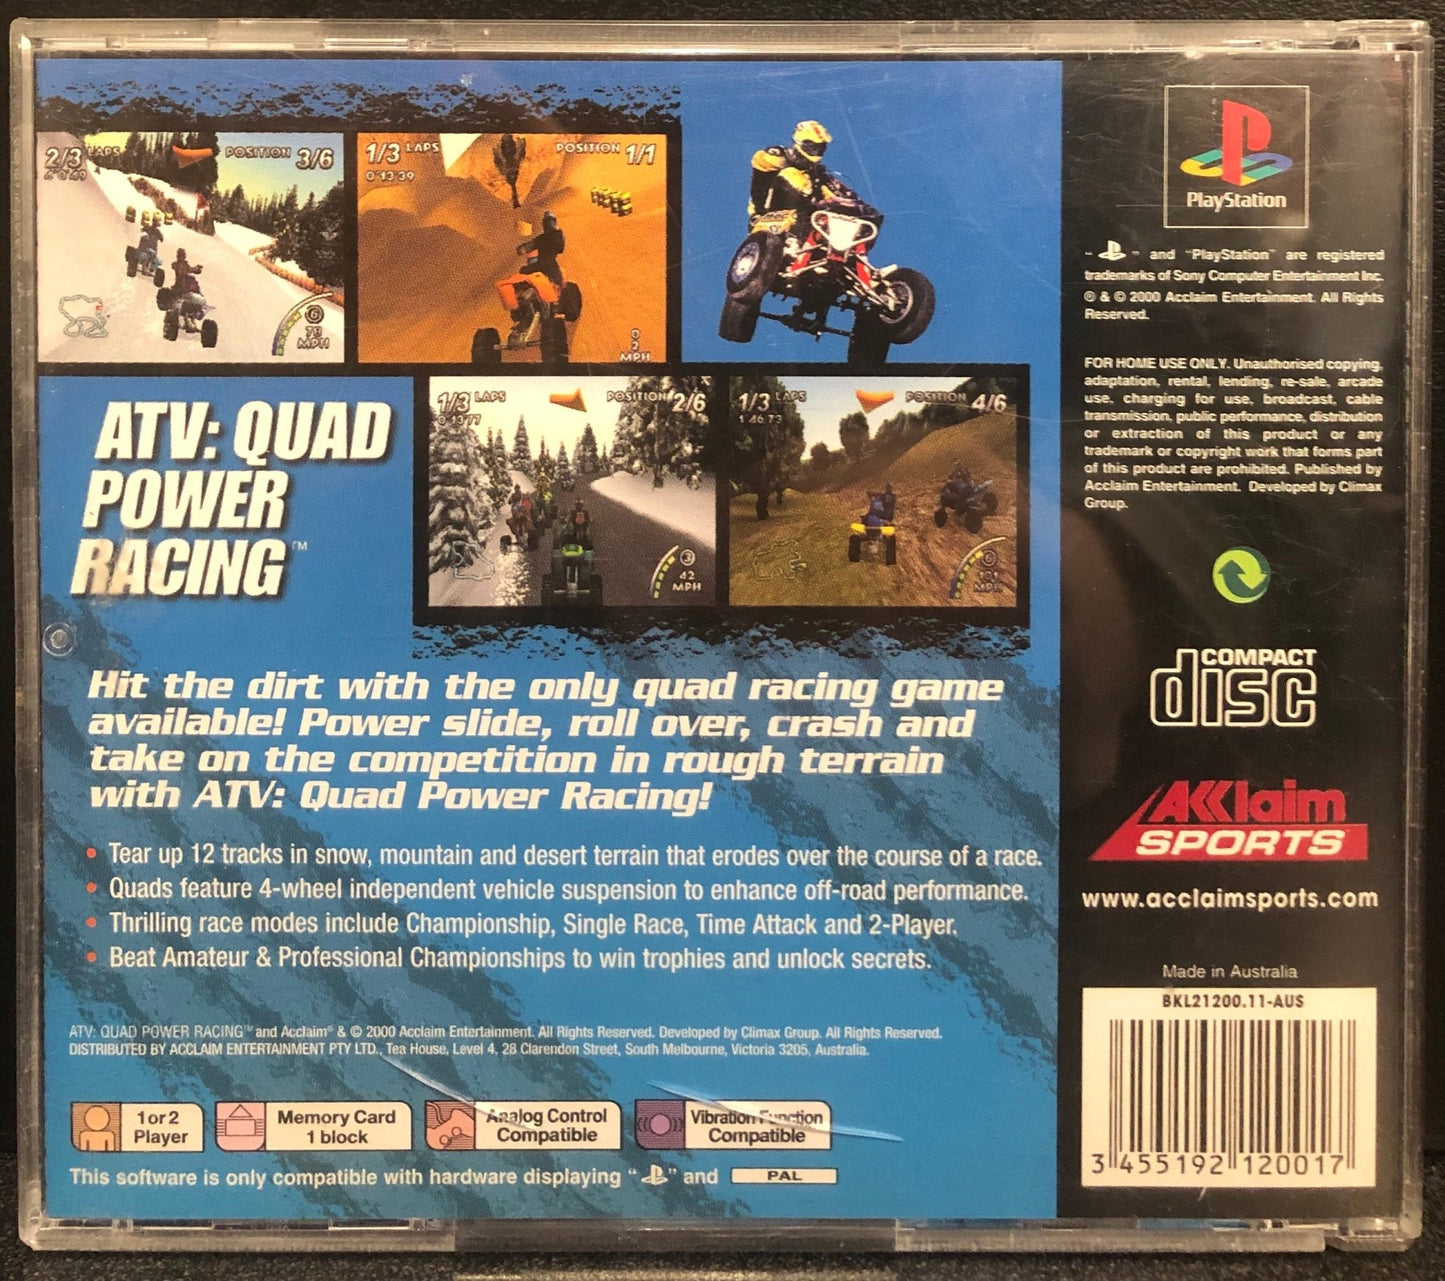 2/3 LAPS POSITION 3/6
78
MPH
1/3 LAPS POSITION 1/1
0·13·39
0
2
MPH
ATV: QUAD
POWER
RACING™
1/3 LAPS POSITION 2/6
3
42
MPH
1/3 LAPS POSITION 4/6
1·46·73
MPH
Hit the dirt with the only quad racing game
available! Power slide, roll over, crash and
take on the competition in rough terrain
with ATV: Quad Power Racing!
• Tear up 12 tracks in snow, mountain and desert terrain that erodes over the course of a race.
• Quads feature 4-wheel independent vehicle suspension to enhance off-road performance.
• Thrilling race modes include Championship, Single Race, Time Attack and 2-Player.
• Beat Amateur & Professional Championships to win trophies and unlock secrets.
ATV: QUAD POWER RACING™ and Acclaim® & © 2000 Acclaim Entertainment. All Rights Reserved. Developed by Climax Group. All Rights Reserved.
DISTRIBUTED BY ACCLAIM ENTERTAINMENT PTY LTD., Tea House, Level 4, 28 Clarendon Street, South Melbourne, Victoria 3205, Australia.
1 or 2
Player
Memory Card
1 block
Analog Control
Compatible
Vibration Function
Compatible
This software is only compatible with hardware displaying “ ” and PAL
PlayStation
“ ” and “PlayStation” are registered
trademarks of Sony Computer Entertainment Inc.
® & © 2000 Acclaim Entertainment. All Rights
Reserved.
FOR HOME USE ONLY. Unauthorised copying,
adaptation, rental, lending, re-sale, arcade
use, charging for use, broadcast, cable
transmission, public performance, distribution
or extraction of this product or any
trademark or copyright work that forms part
of this product are prohibited. Published by
Acclaim Entertainment. Developed by Climax
Group.
COMPACT
disc
Acclaim
SPORTS
www.acclaimsports.com
Made in Australia
BKL21200.11-AUS
3 455192 120017